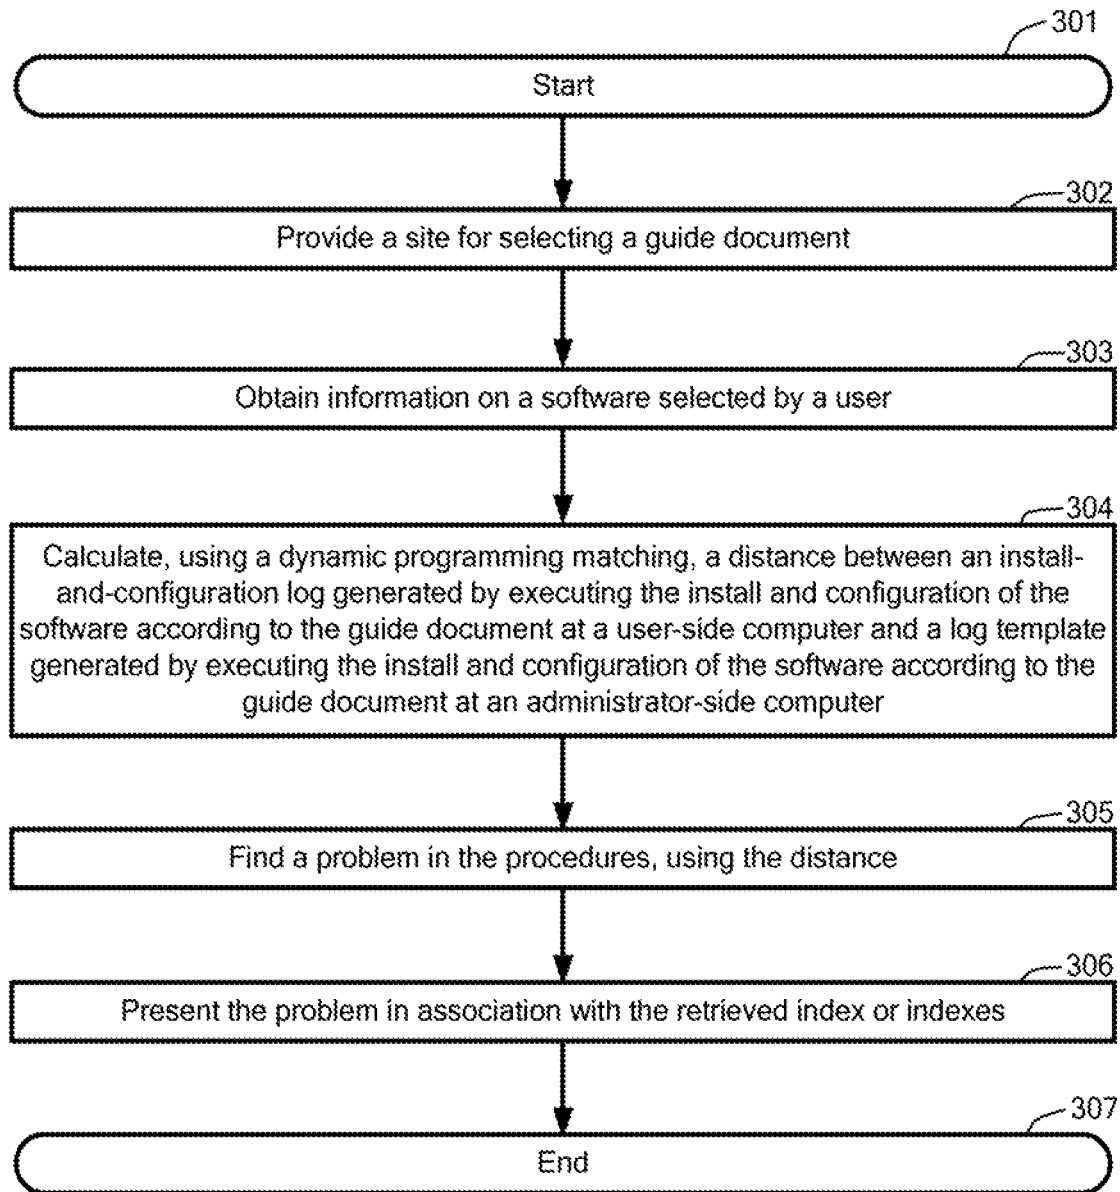 301
Start
302
Provide a site for selecting a guide document
303
Obtain information on a software selected by a user
304
Calculate, using a dynamic programming matching, a distance between an install-
and-configuration log generated by executing the install and configuration of the
software according to the guide document at a user-side computer and a log template
generated by executing the install and configuration of the software according to the
guide document at an administrator-side computer
305
Find a problem in the procedures, using the distance
306
Present the problem in association with the retrieved index or indexes
307
End